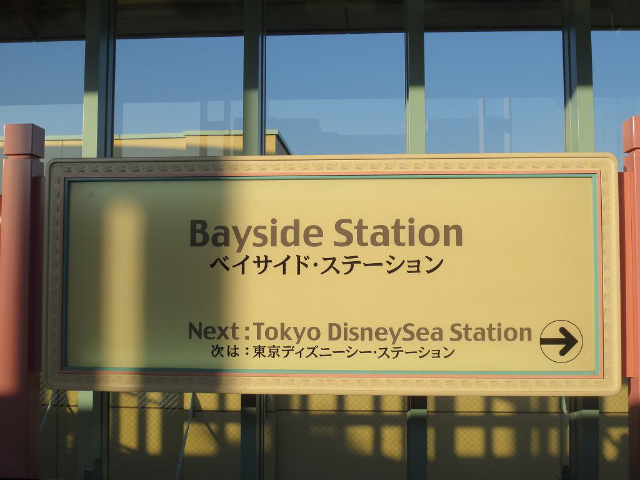 Bayside Station
ベイサイド･ステーション
Next : Tokyo DisneySea Station
次は : 東京ディズニーシー･ステーション